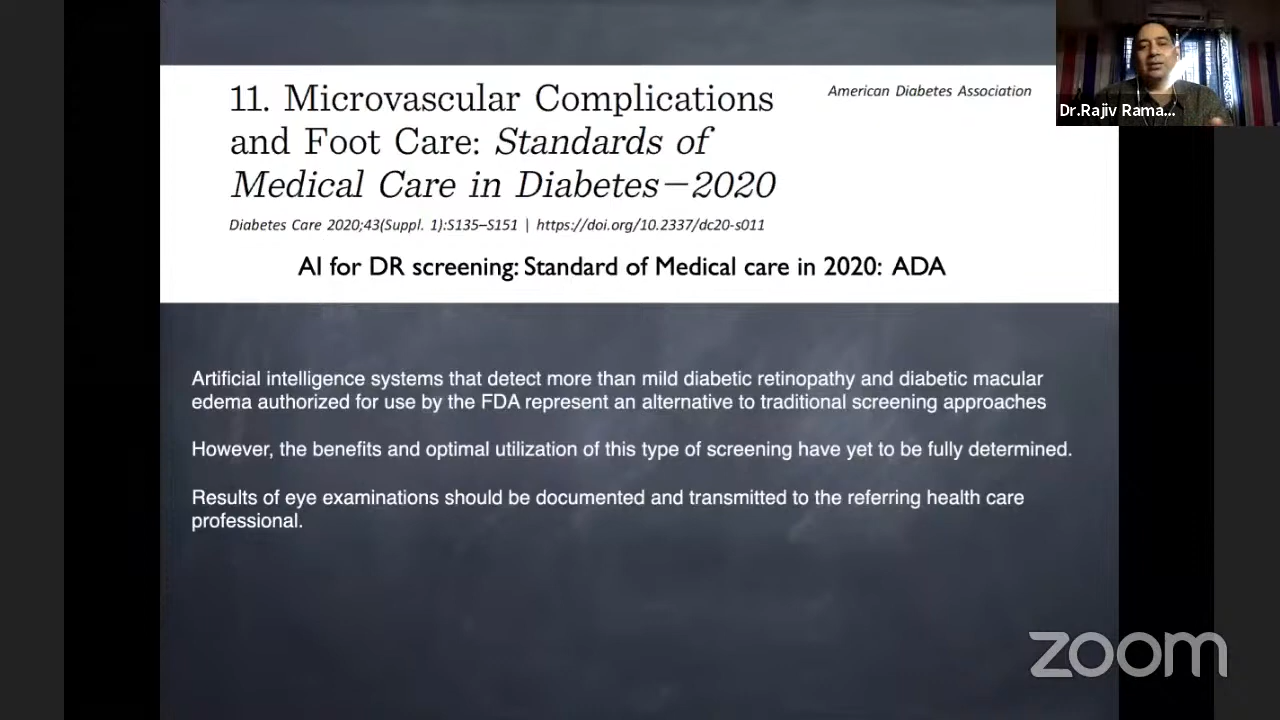 11. Microvascular Complications
and Foot Care: Standards of
Medical Care in Diabetes—2020
American Diabetes Association
Diabetes Care 2020;43(Suppl. 1):S135–S151 | https://doi.org/10.2337/dc20-s011
AI for DR screening: Standard of Medical care in 2020: ADA
Dr.Rajiv Rama...
Artificial intelligence systems that detect more than mild diabetic retinopathy and diabetic macular
edema authorized for use by the FDA represent an alternative to traditional screening approaches
However, the benefits and optimal utilization of this type of screening have yet to be fully determined.
Results of eye examinations should be documented and transmitted to the referring health care
professional.
zoom